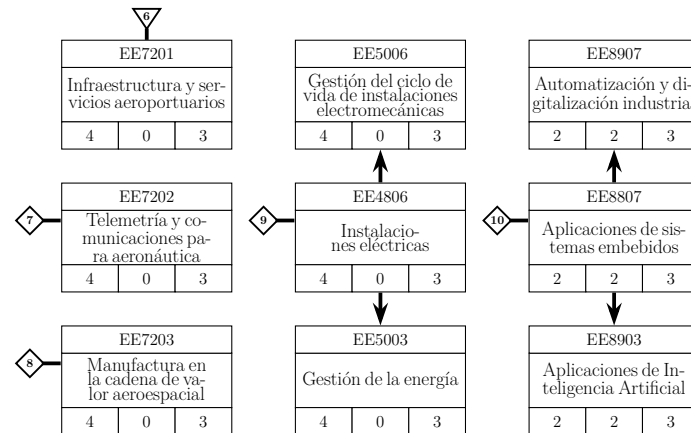 6
EE7201
Infraestructura y ser-
vicios aeroportuarios
4 0 3
EE5006
Gestión del ciclo de
vida de instalaciones
electromecánicas
4 0 3
EE8907
Automatización y di-
gitalización industria
2 2 3
7
EE7202
Telemetría y co-
municaciones pa-
ra aeronáutica
4 0 3
9
EE4806
Instalacio-
nes eléctricas
4 0 3
10
EE8807
Aplicaciones de sis-
temas embebidos
2 2 3
8
EE7203
Manufactura en
la cadena de va-
lor aeroespacial
4 0 3
EE5003
Gestión de la energía
4 0 3
EE8903
Aplicaciones de In-
teligencia Artificial
2 2 3